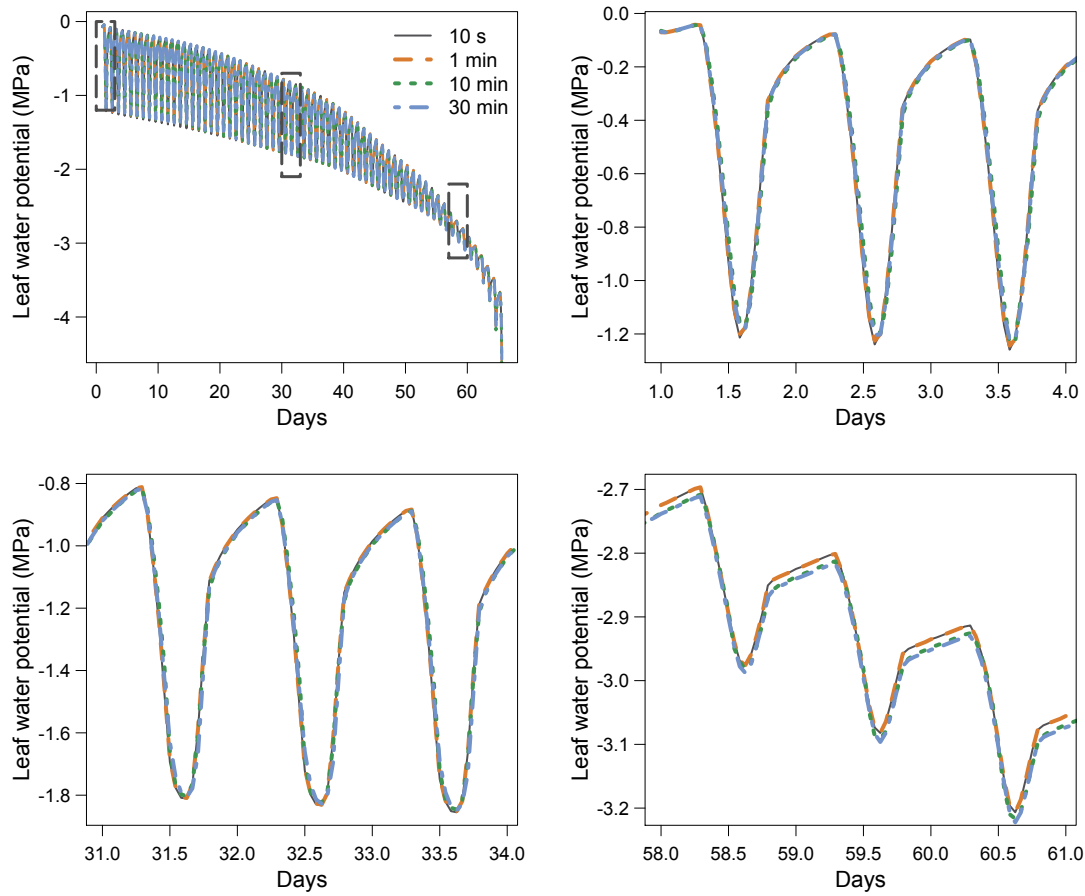 0
-1
-2
-3
-4
Leaf water potential (MPa)
0 10 20 30 40 50 60
Days
10 s
1 min
10 min
30 min
0.0
-0.2
-0.4
-0.6
-0.8
-1.0
-1.2
Leaf water potential (MPa)
1.0 1.5 2.0 2.5 3.0 3.5 4.0
Days
-0.8
-1.0
-1.2
-1.4
-1.6
-1.8
Leaf water potential (MPa)
31.0 31.5 32.0 32.5 33.0 33.4 34.0
Days
-2.7
-2.8
-2.9
-3.0
-3.1
-3.2
Leaf water potential (MPa)
58.0 58.5 59.0 59.5 60.0 60.5 61.0
Days